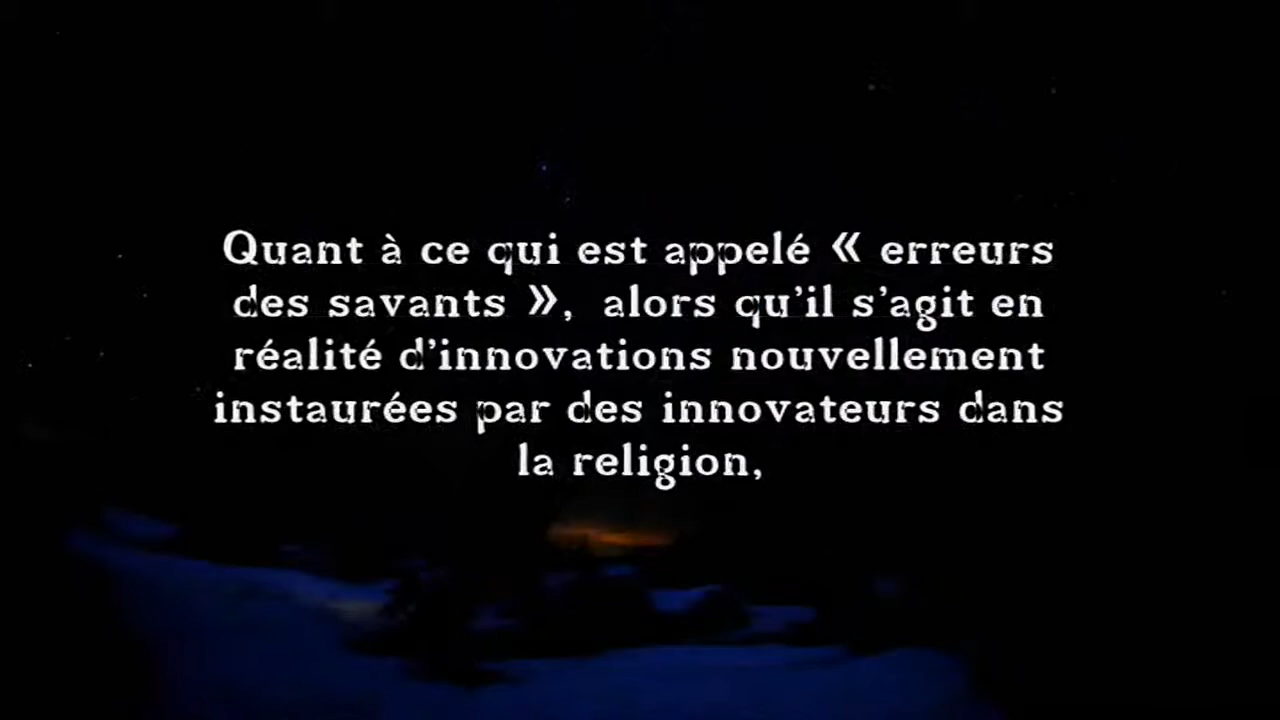 Quant à ce qui est appelé « erreurs
des savants », alors qu’il s’agit en
réalité d’innovations nouvellement
instaurées par des innovateurs dans
la religion,